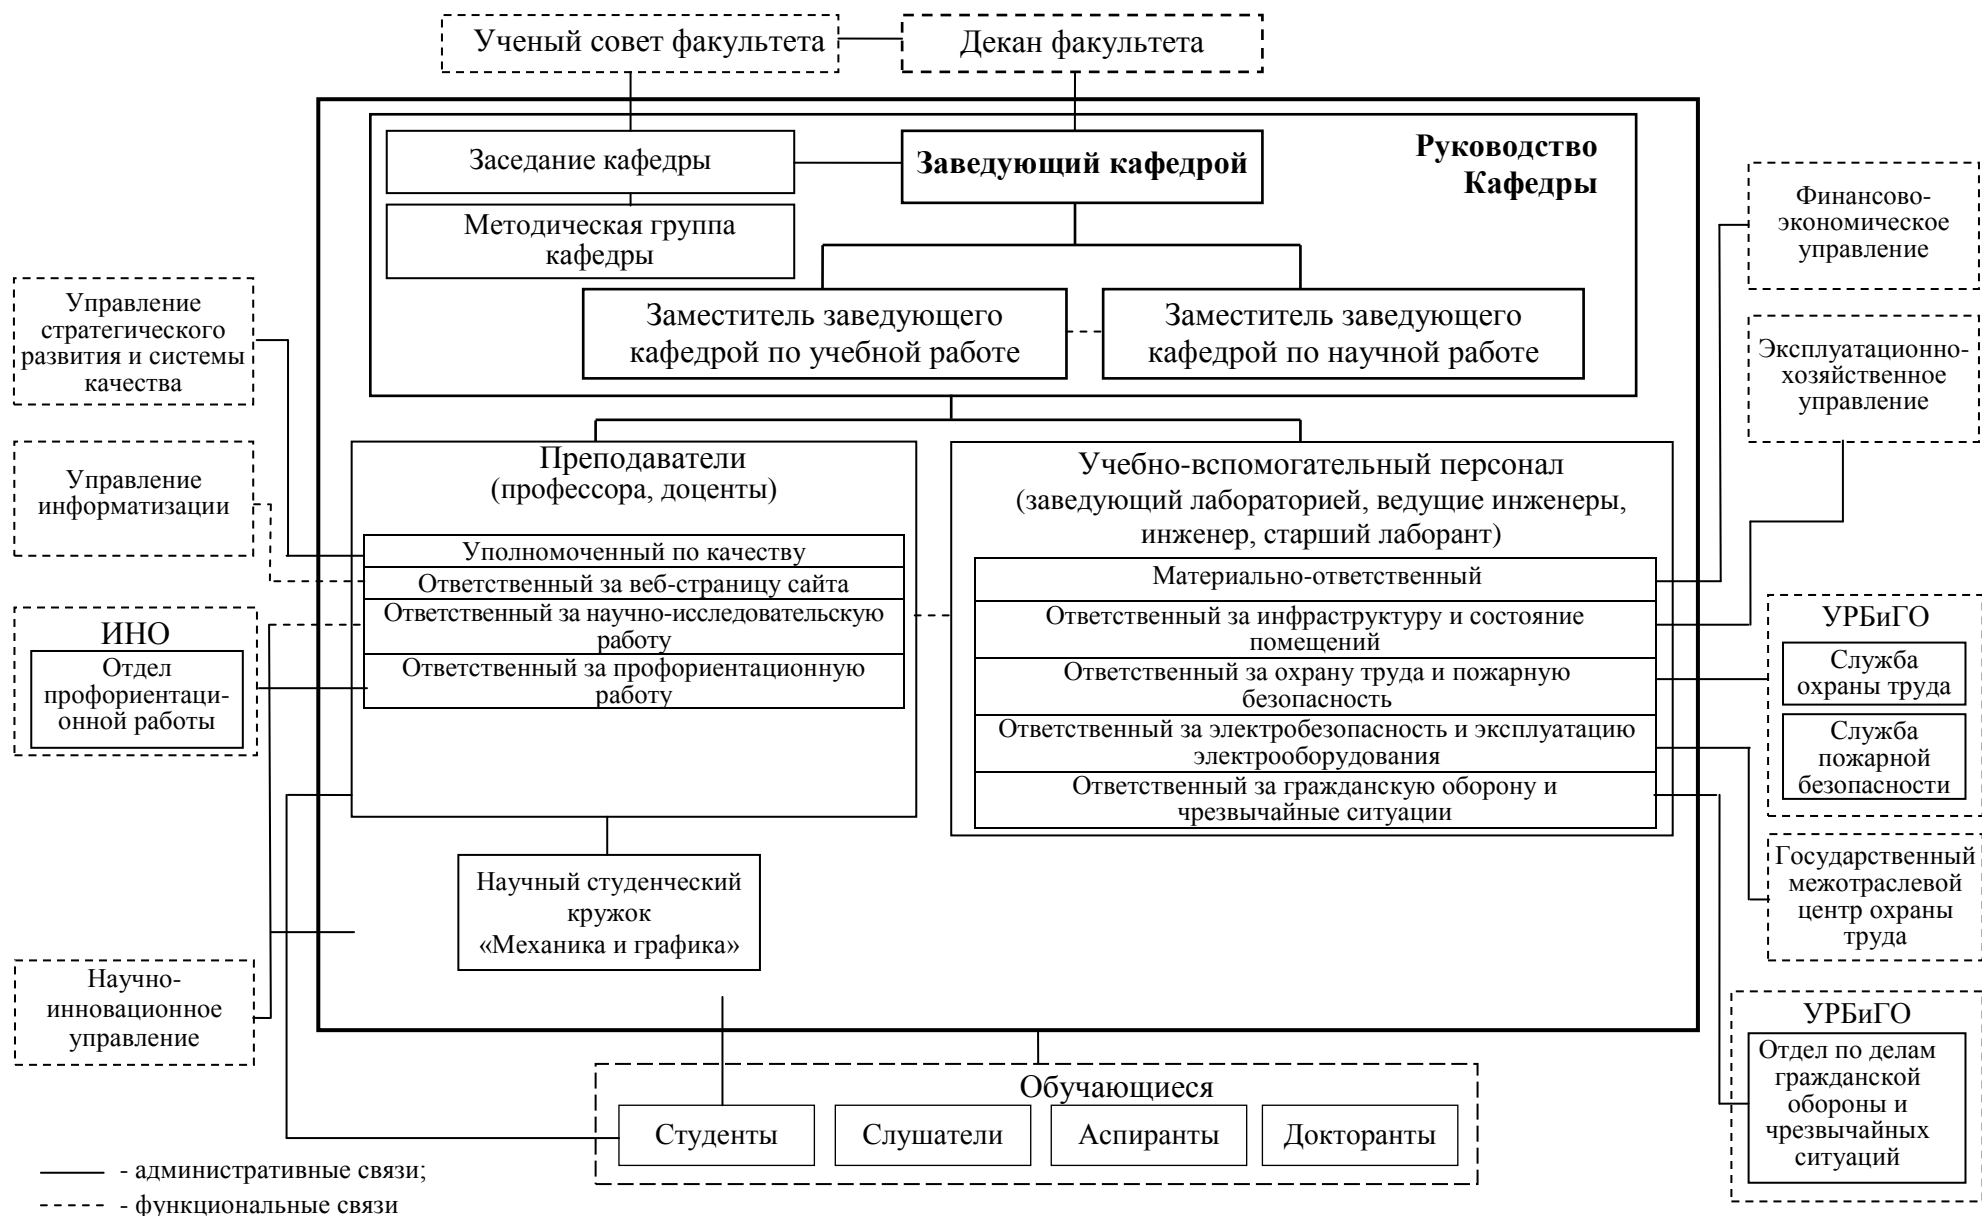 Ученый совет факультета
Декан факультета
Руководство
Кафедры
Заседание кафедры
Заведующий кафедрой
Методическая группа
кафедры
Заместитель заведующего
кафедрой по учебной работе
Заместитель заведующего
кафедрой по научной работе
Финансово-
экономическое
управление
Эксплуатационно-
хозяйственное
управление
Управление
стратегического
развития и системы
качества
Управление
информатизации
ИНО
Отдел
профориентаци-
онной работы
Научно-
инновационное
управление
Преподаватели
(профессора, доценты)
Уполномоченный по качеству
Ответственный за веб-страницу сайта
Ответственный за научно-исследовательскую
работу
Ответственный за профориентационную
работу
Учебно-вспомогательный персонал
(заведующий лабораторией, ведущие инженеры,
инженер, старший лаборант)
Материально-ответственный
Ответственный за инфраструктуру и состояние
помещений
Ответственный за охрану труда и пожарную
безопасность
Ответственный за электробезопасность и эксплуатацию
электрооборудования
Ответственный за гражданскую оборону и
чрезвычайные ситуации
УРБиГО
Служба
охраны труда
Служба
пожарной
безопасности
Государственный
межотраслевой
центр охраны
труда
УРБиГО
Отдел по делам
гражданской
обороны и
чрезвычайных
ситуаций
Научный студенческий
кружок
«Механика и графика»
Обучающиеся
Студенты
Слушатели
Аспиранты
Докторанты
- административные связи;
- функциональные связи